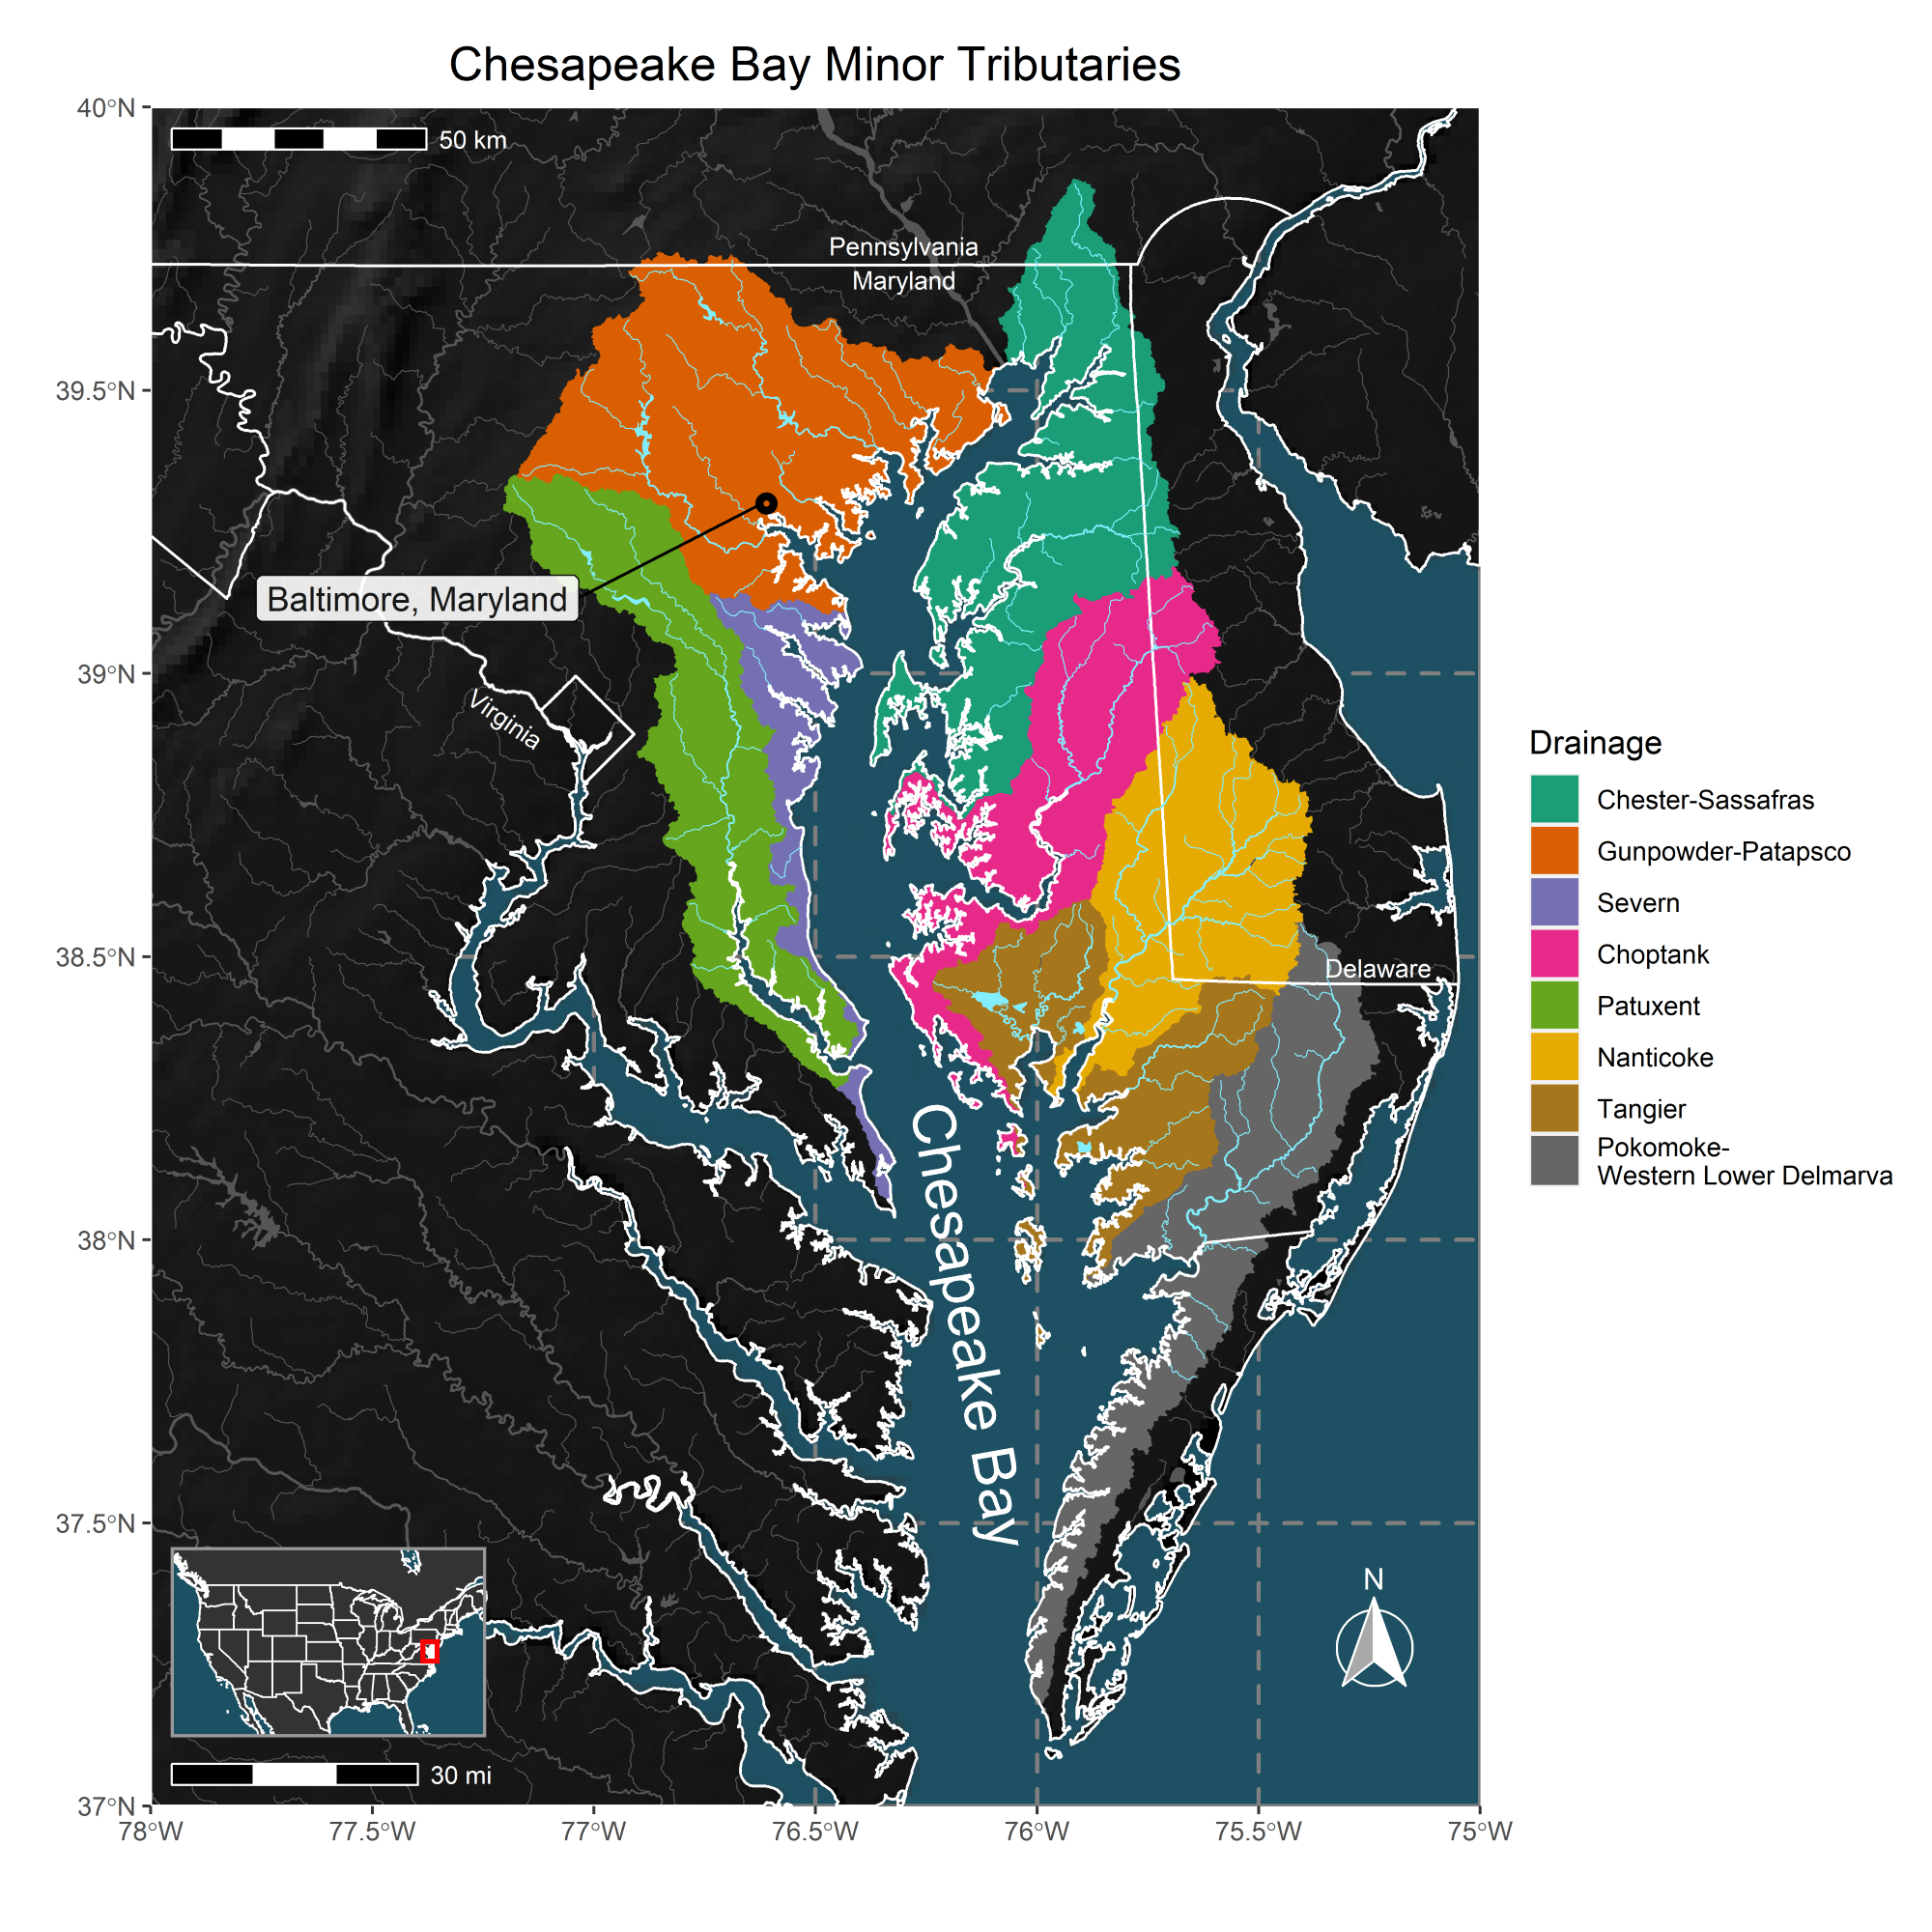 Chesapeake Bay Minor Tributaries
40°N
39.5°N
39°N
38.5°N
38°N
37.5°N
37°N
78°W
77.5°W
77°W
76.5°W
76°W
75.5°W
75°W
50 km
Pennsylvania
Maryland
Baltimore, Maryland
Virginia
Delaware
Chesapeake Bay
N
30 mi
Drainage
Chester-Sassafras
Gunpowder-Patapsco
Severn
Choptank
Patuxent
Nanticoke
Tangier
Pokomoke-
Western Lower Delmarva